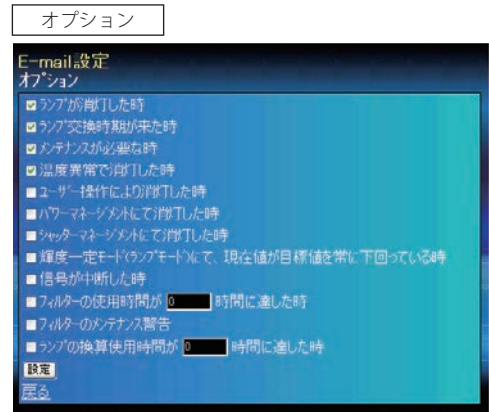 オプション
E-mail設定
オプション
ランプが消灯した時
ランプ交換時期が来た時
メンテナンスが必要な時
温度異常で消灯した時
ユーザー操作により消灯した時
パワーマネージメントにて消灯した時
シャッターマネージメントにて消灯した時
輝度一定モード(ランプモード)にて、現在値が目標値を常に下回っている時
信号が中断した時
フィルターの使用時間が 0 時間に達した時
フィルターのメンテナンス警告
ランプの換算使用時間が 0 時間に達した時
設定
戻る